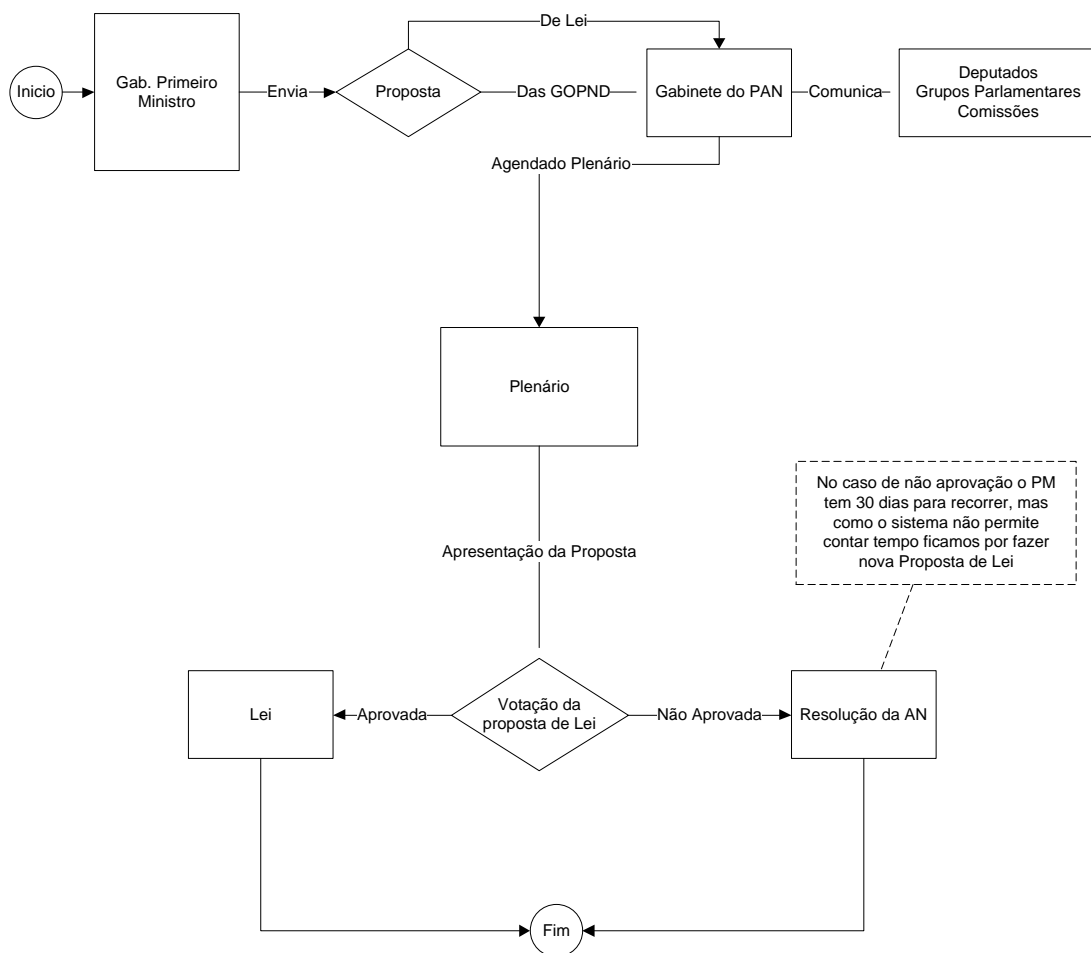 De Lei
Inicio
Gab. Primeiro
Ministro
Envia
Proposta
Das GOPND
Gabinete do PAN
Comunica
Deputados
Grupos Parlamentares
Comissões
Agendado Plenário
Plenário
Apresentação da Proposta
No caso de não aprovação o PM
tem 30 dias para recorrer, mas
como o sistema não permite
contar tempo ficamos por fazer
nova Proposta de Lei
Lei
Aprovada
Votação da
proposta de Lei
Não Aprovada
Resolução da AN
Fim